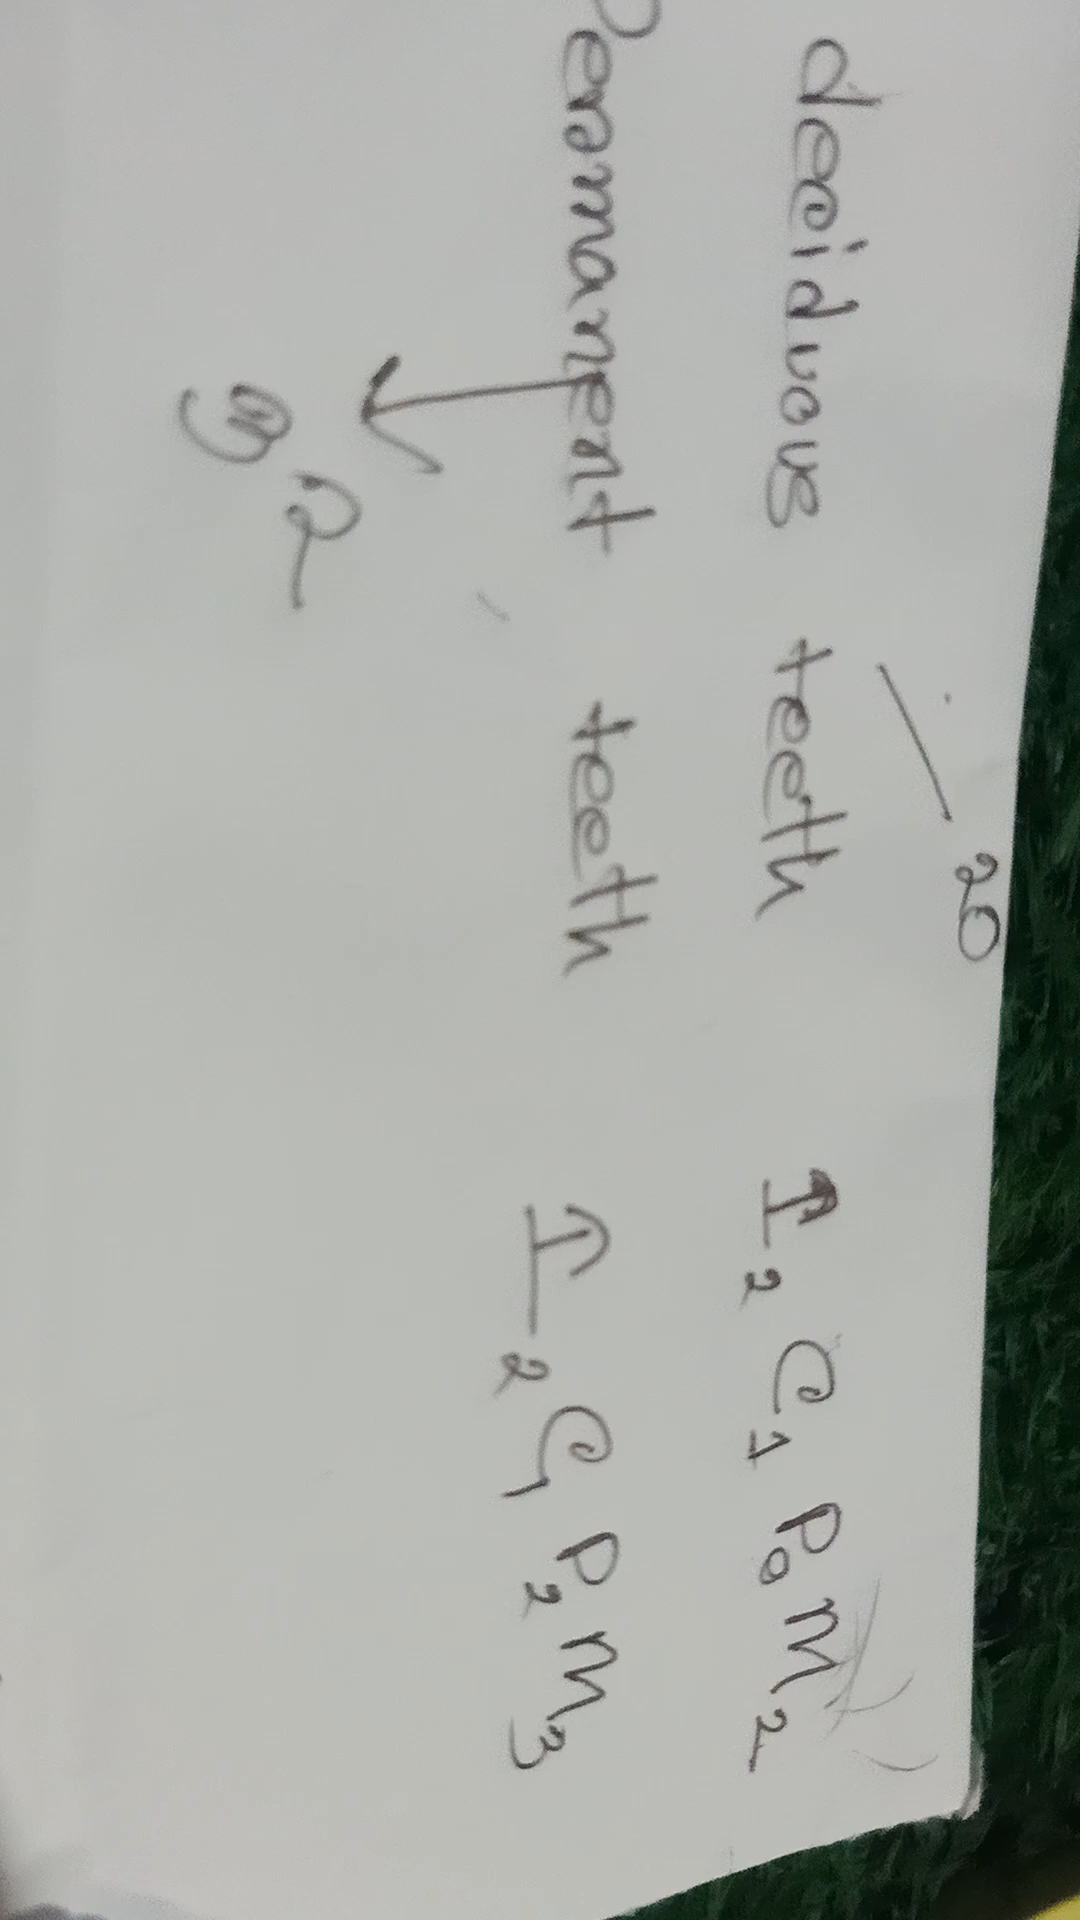 20
deciduous teeth I₂ C₁ P₀ M₂
Permanent teeth I₂ C₁ P₂ M₃
32